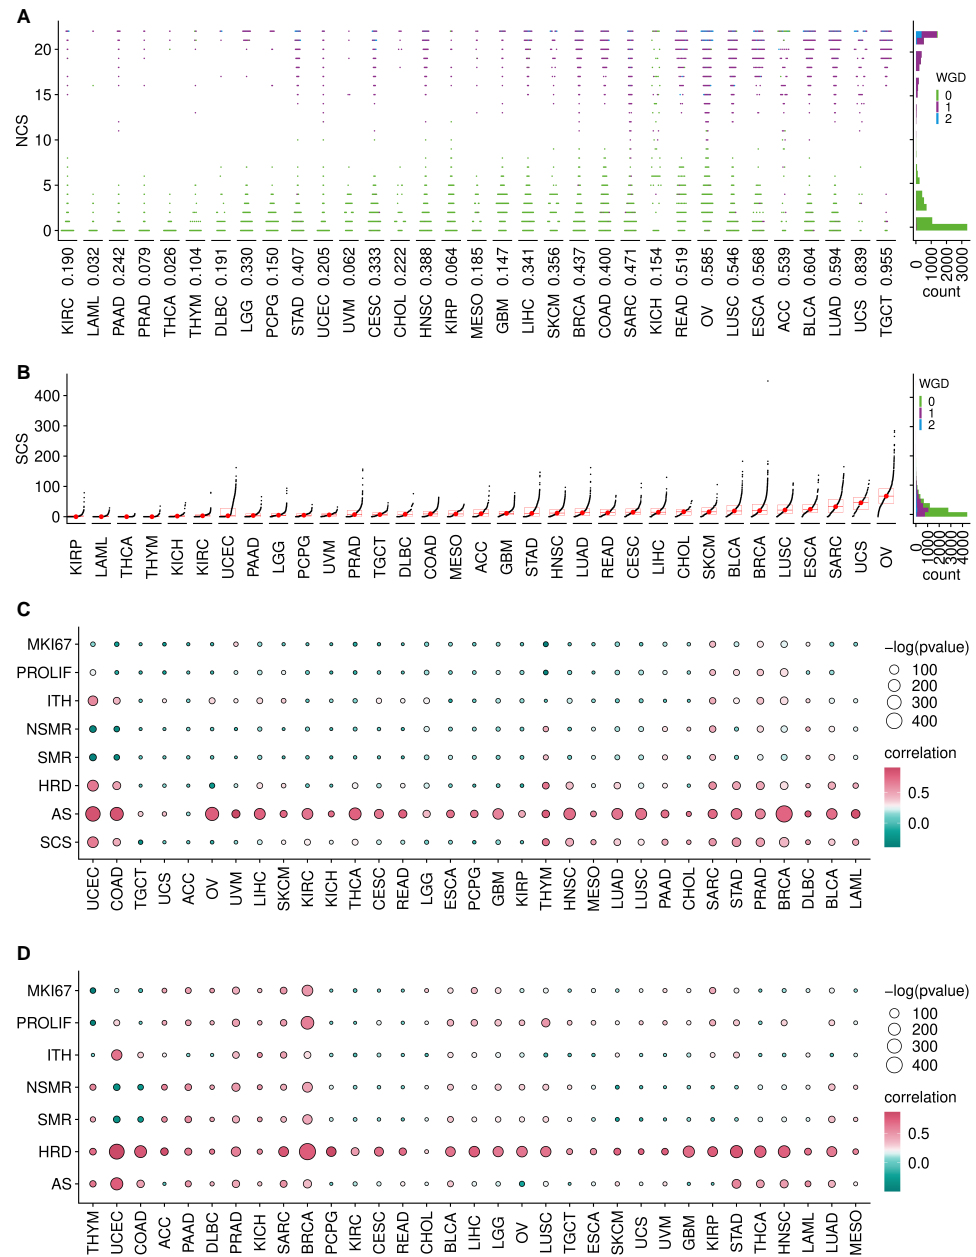 A
NCS
20
15
10
5
0
KIRC 0.190
LAML 0.032
PAAD 0.242
PRAD 0.079
THCA 0.026
THYM 0.104
DLBC 0.191
LGG 0.330
PCPG 0.150
STAD 0.407
UCEC 0.205
UVM 0.062
CESC 0.333
CHOL 0.222
HNSC 0.388
KIRP 0.064
MESO 0.185
GBM 0.147
LIHC 0.341
SKCM 0.356
BRCA 0.437
COAD 0.400
SARC 0.471
KICH 0.154
READ 0.519
OV 0.585
LUSC 0.546
ESCA 0.568
ACC 0.539
BLCA 0.604
LUAD 0.594
UCS 0.839
TGCT 0.955
WGD
0
1
2
0
1000
2000
3000
count
B
SCS
400
300
200
100
0
KIRP
LAML
THCA
THYM
KICH
KIRC
UCEC
PAAD
LGG
PCPG
UVM
PRAD
TGCT
DLBC
COAD
MESO
ACC
GBM
STAD
HNSC
LUAD
READ
CESC
LIHC
CHOL
SKCM
BLCA
BRCA
LUSC
ESCA
SARC
UCS
OV
WGD
0
1
2
0
1000
2000
3000
4000
count
C
MKI67
PROLIF
ITH
NSMR
SMR
HRD
AS
SCS
UCEC
COAD
TGCT
UCS
ACC
OV
UVM
LIHC
SKCM
KIRC
KICH
THCA
CESC
READ
LGG
ESCA
PCPG
GBM
KIRP
THYM
HNSC
MESO
LUAD
LUSC
PAAD
CHOL
SARC
STAD
PRAD
BRCA
DLBC
BLCA
LAML
−log(pvalue)
100
200
300
400
correlation
0.5
0.0
D
MKI67
PROLIF
ITH
NSMR
SMR
HRD
AS
THYM
UCEC
COAD
ACC
PAAD
DLBC
PRAD
KICH
SARC
BRCA
PCPG
KIRC
CESC
READ
CHOL
BLCA
LIHC
LGG
OV
LUSC
TGCT
ESCA
SKCM
UCS
UVM
GBM
KIRP
STAD
THCA
HNSC
LAML
LUAD
MESO
−log(pvalue)
100
200
300
400
correlation
0.5
0.0